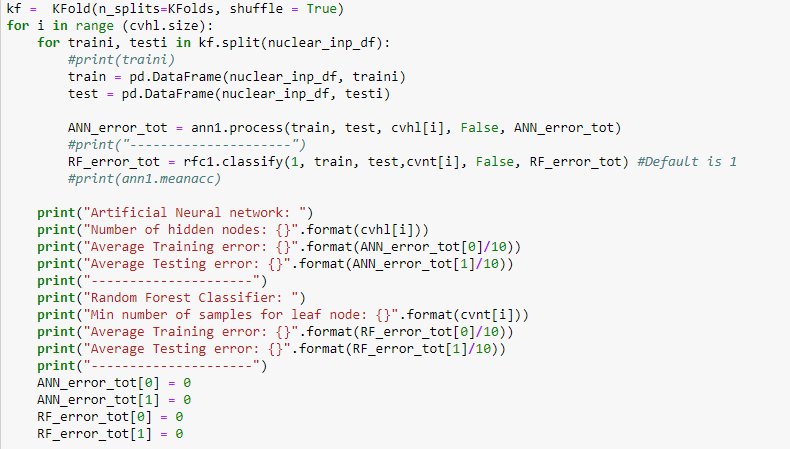 kf =  KFold(n_splits=KFolds, shuffle = True)
for i in range (cvhl.size):
    for traini, testi in kf.split(nuclear_inp_df):
        #print(traini)
        train = pd.DataFrame(nuclear_inp_df, traini)
        test = pd.DataFrame(nuclear_inp_df, testi)

        ANN_error_tot = ann1.process(train, test, cvhl[i], False, ANN_error_tot)
        #print("---------------------")
        RF_error_tot = rfc1.classify(1, train, test,cvnt[i], False, RF_error_tot) #Default is 1
        #print(ann1.meanacc)

    print("Artificial Neural network: ")
    print("Number of hidden nodes: {}".format(cvhl[i]))
    print("Average Training error: {}".format(ANN_error_tot[0]/10))
    print("Average Testing error: {}".format(ANN_error_tot[1]/10))
    print("---------------------")
    print("Random Forest Classifier: ")
    print("Min number of samples for leaf node: {}".format(cvnt[i]))
    print("Average Training error: {}".format(RF_error_tot[0]/10))
    print("Average Testing error: {}".format(RF_error_tot[1]/10))
    print("---------------------")
    ANN_error_tot[0] = 0
    ANN_error_tot[1] = 0
    RF_error_tot[0] = 0
    RF_error_tot[1] = 0